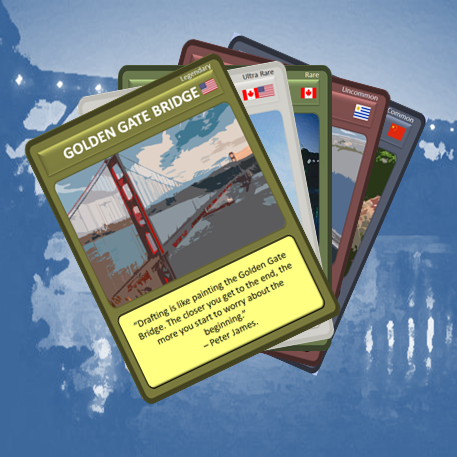 Legendary
GOLDEN GATE BRIDGE
"Drafting is like painting the Golden Gate
Bridge. The closer you get to the end, the
more you start to worry about the
beginning."
– Peter James.
Ultra Rare
Rare
Uncommon
Common